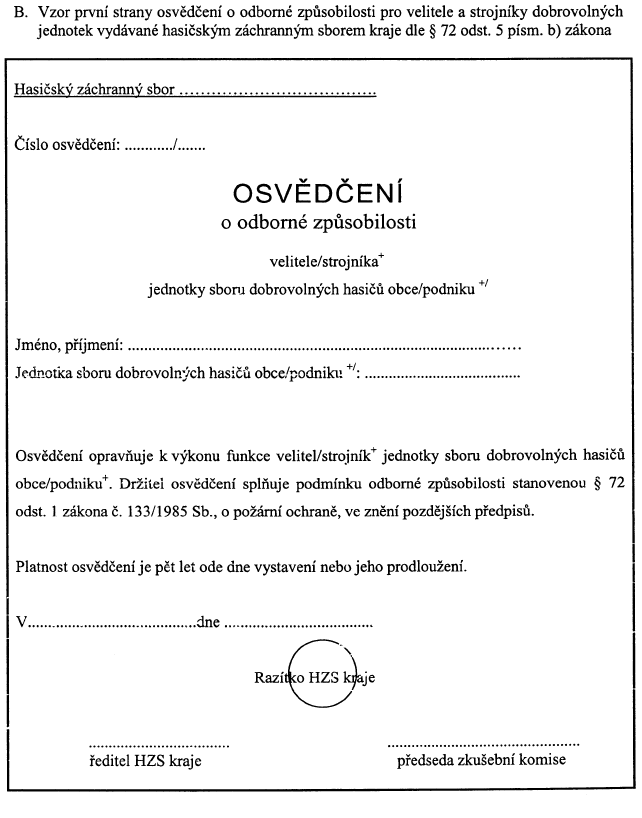 B. Vzor první strany osvědčení o odborné způsobilosti pro velitele a strojníky dobrovolných
jednotek vydávané hasičským záchranným sborem kraje dle § 72 odst. 5 písm. b) zákona
Hasičský záchranný sbor ...................................
Číslo osvědčení: ............/.......
OSVĚDČENÍ
o odborné způsobilosti
velitele/strojníka⁺
jednotky sboru dobrovolných hasičů obce/podniku ⁺/
Jméno, příjmení: ..........................................................................................
Jednotka sboru dobrovolných hasičů obce/podniku ⁺/: .......................................
Osvědčení opravňuje k výkonu funkce velitel/strojník⁺ jednotky sboru dobrovolných hasičů
obce/podniku⁺. Držitel osvědčení splňuje podmínku odborné způsobilosti stanovenou § 72
odst. 1 zákona č. 133/1985 Sb., o požární ochraně, ve znění pozdějších předpisů.
Platnost osvědčení je pět let ode dne vystavení nebo jeho prodloužení.
V..........................................dne .....................................
Razítko HZS kraje
................................... ................................................
ředitel HZS kraje předseda zkušební komise